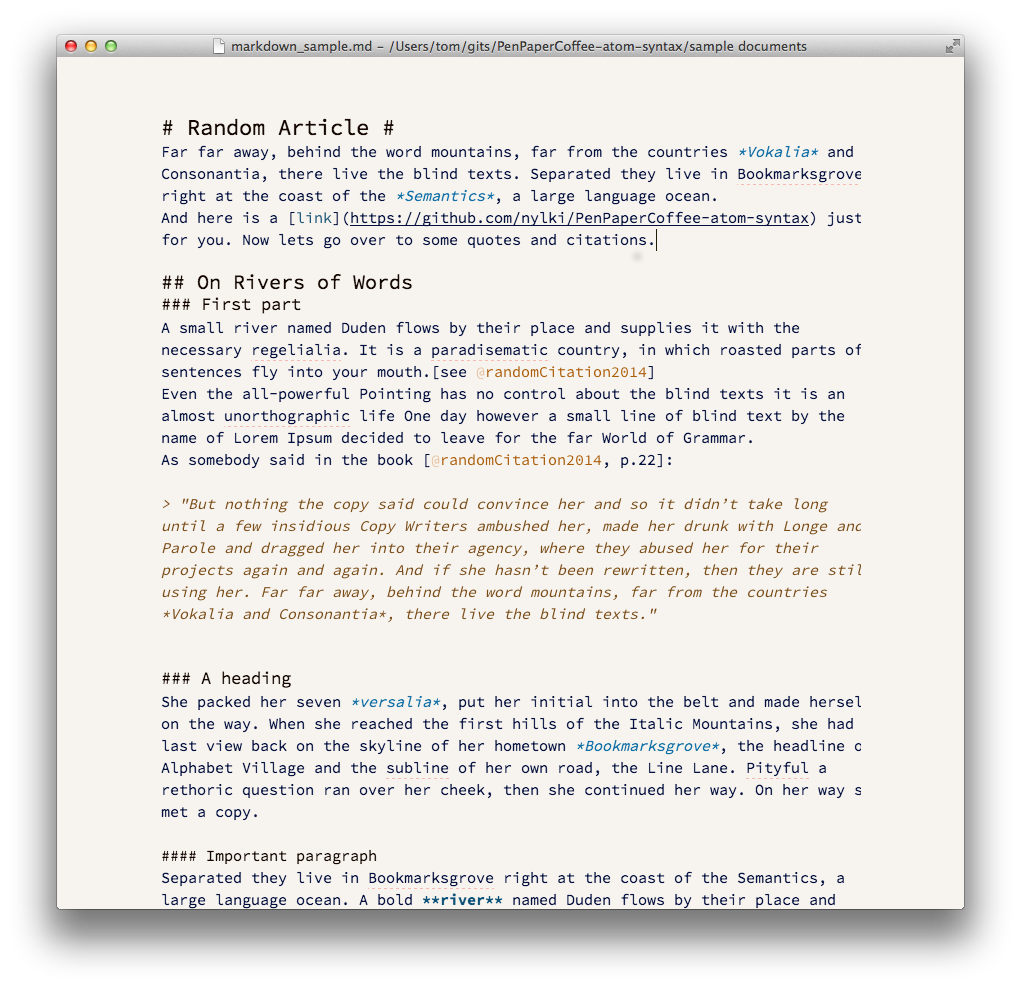 markdown_sample.md – /Users/tom/gits/PenPaperCoffee-atom-syntax/sample documents
# Random Article #
Far far away, behind the word mountains, far from the countries *Vokalia* and
Consonantia, there live the blind texts. Separated they live in Bookmarksgrove
right at the coast of the *Semantics*, a large language ocean.
And here is a [link](https://github.com/nylki/PenPaperCoffee-atom-syntax) just
for you. Now lets go over to some quotes and citations.
## On Rivers of Words
### First part
A small river named Duden flows by their place and supplies it with the
necessary regelialia. It is a paradisematic country, in which roasted parts of
sentences fly into your mouth.[see @randomCitation2014]
Even the all-powerful Pointing has no control about the blind texts it is an
almost unorthographic life One day however a small line of blind text by the
name of Lorem Ipsum decided to leave for the far World of Grammar.
As somebody said in the book [@randomCitation2014, p.22]:
> "But nothing the copy said could convince her and so it didn’t take long
until a few insidious Copy Writers ambushed her, made her drunk with Longe and
Parole and dragged her into their agency, where they abused her for their
projects again and again. And if she hasn’t been rewritten, then they are stil
using her. Far far away, behind the word mountains, far from the countries
*Vokalia and Consonantia*, there live the blind texts."
### A heading
She packed her seven *versalia*, put her initial into the belt and made hersel
on the way. When she reached the first hills of the Italic Mountains, she had
last view back on the skyline of her hometown *Bookmarksgrove*, the headline o
Alphabet Village and the subline of her own road, the Line Lane. Pityful a
rethoric question ran over her cheek, then she continued her way. On her way s
met a copy.
#### Important paragraph
Separated they live in Bookmarksgrove right at the coast of the Semantics, a
large language ocean. A bold **river** named Duden flows by their place and